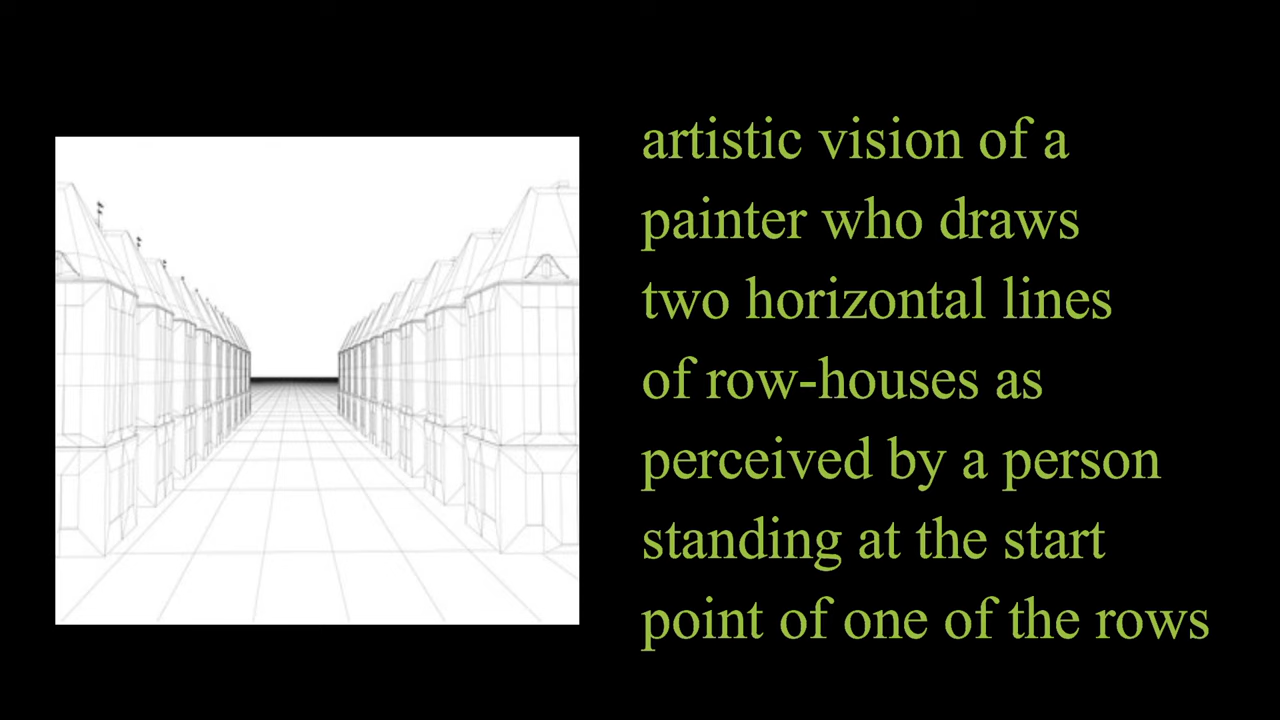 artistic vision of a
painter who draws
two horizontal lines
of row-houses as
perceived by a person
standing at the start
point of one of the rows